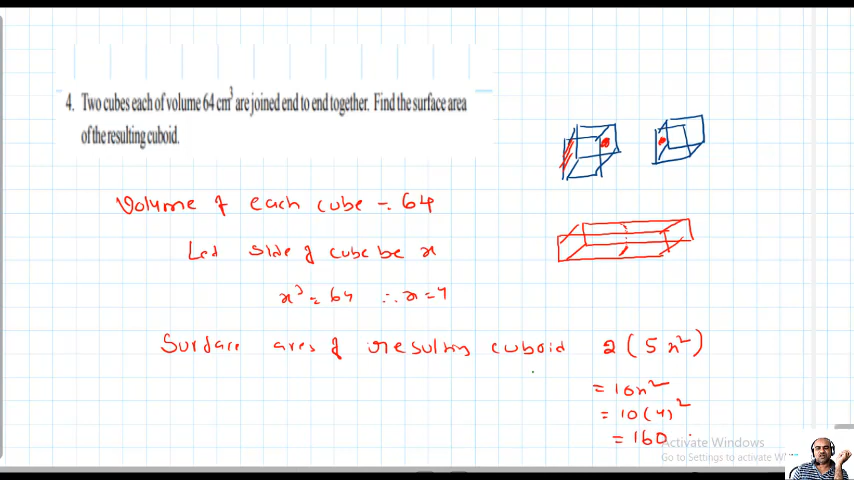 4. Two cubes each of volume 64 cm³ are joined end to end together. Find the surface area
of the resulting cuboid.
Volume of each cube = 64
Let side of cube be x
x³ = 64 ∴ x = 4
Surface area of resulting cuboid 2 ( 5 x² )
= 10x²
= 10(4)²
= 160
Activate Windows
Go to Settings to activate W